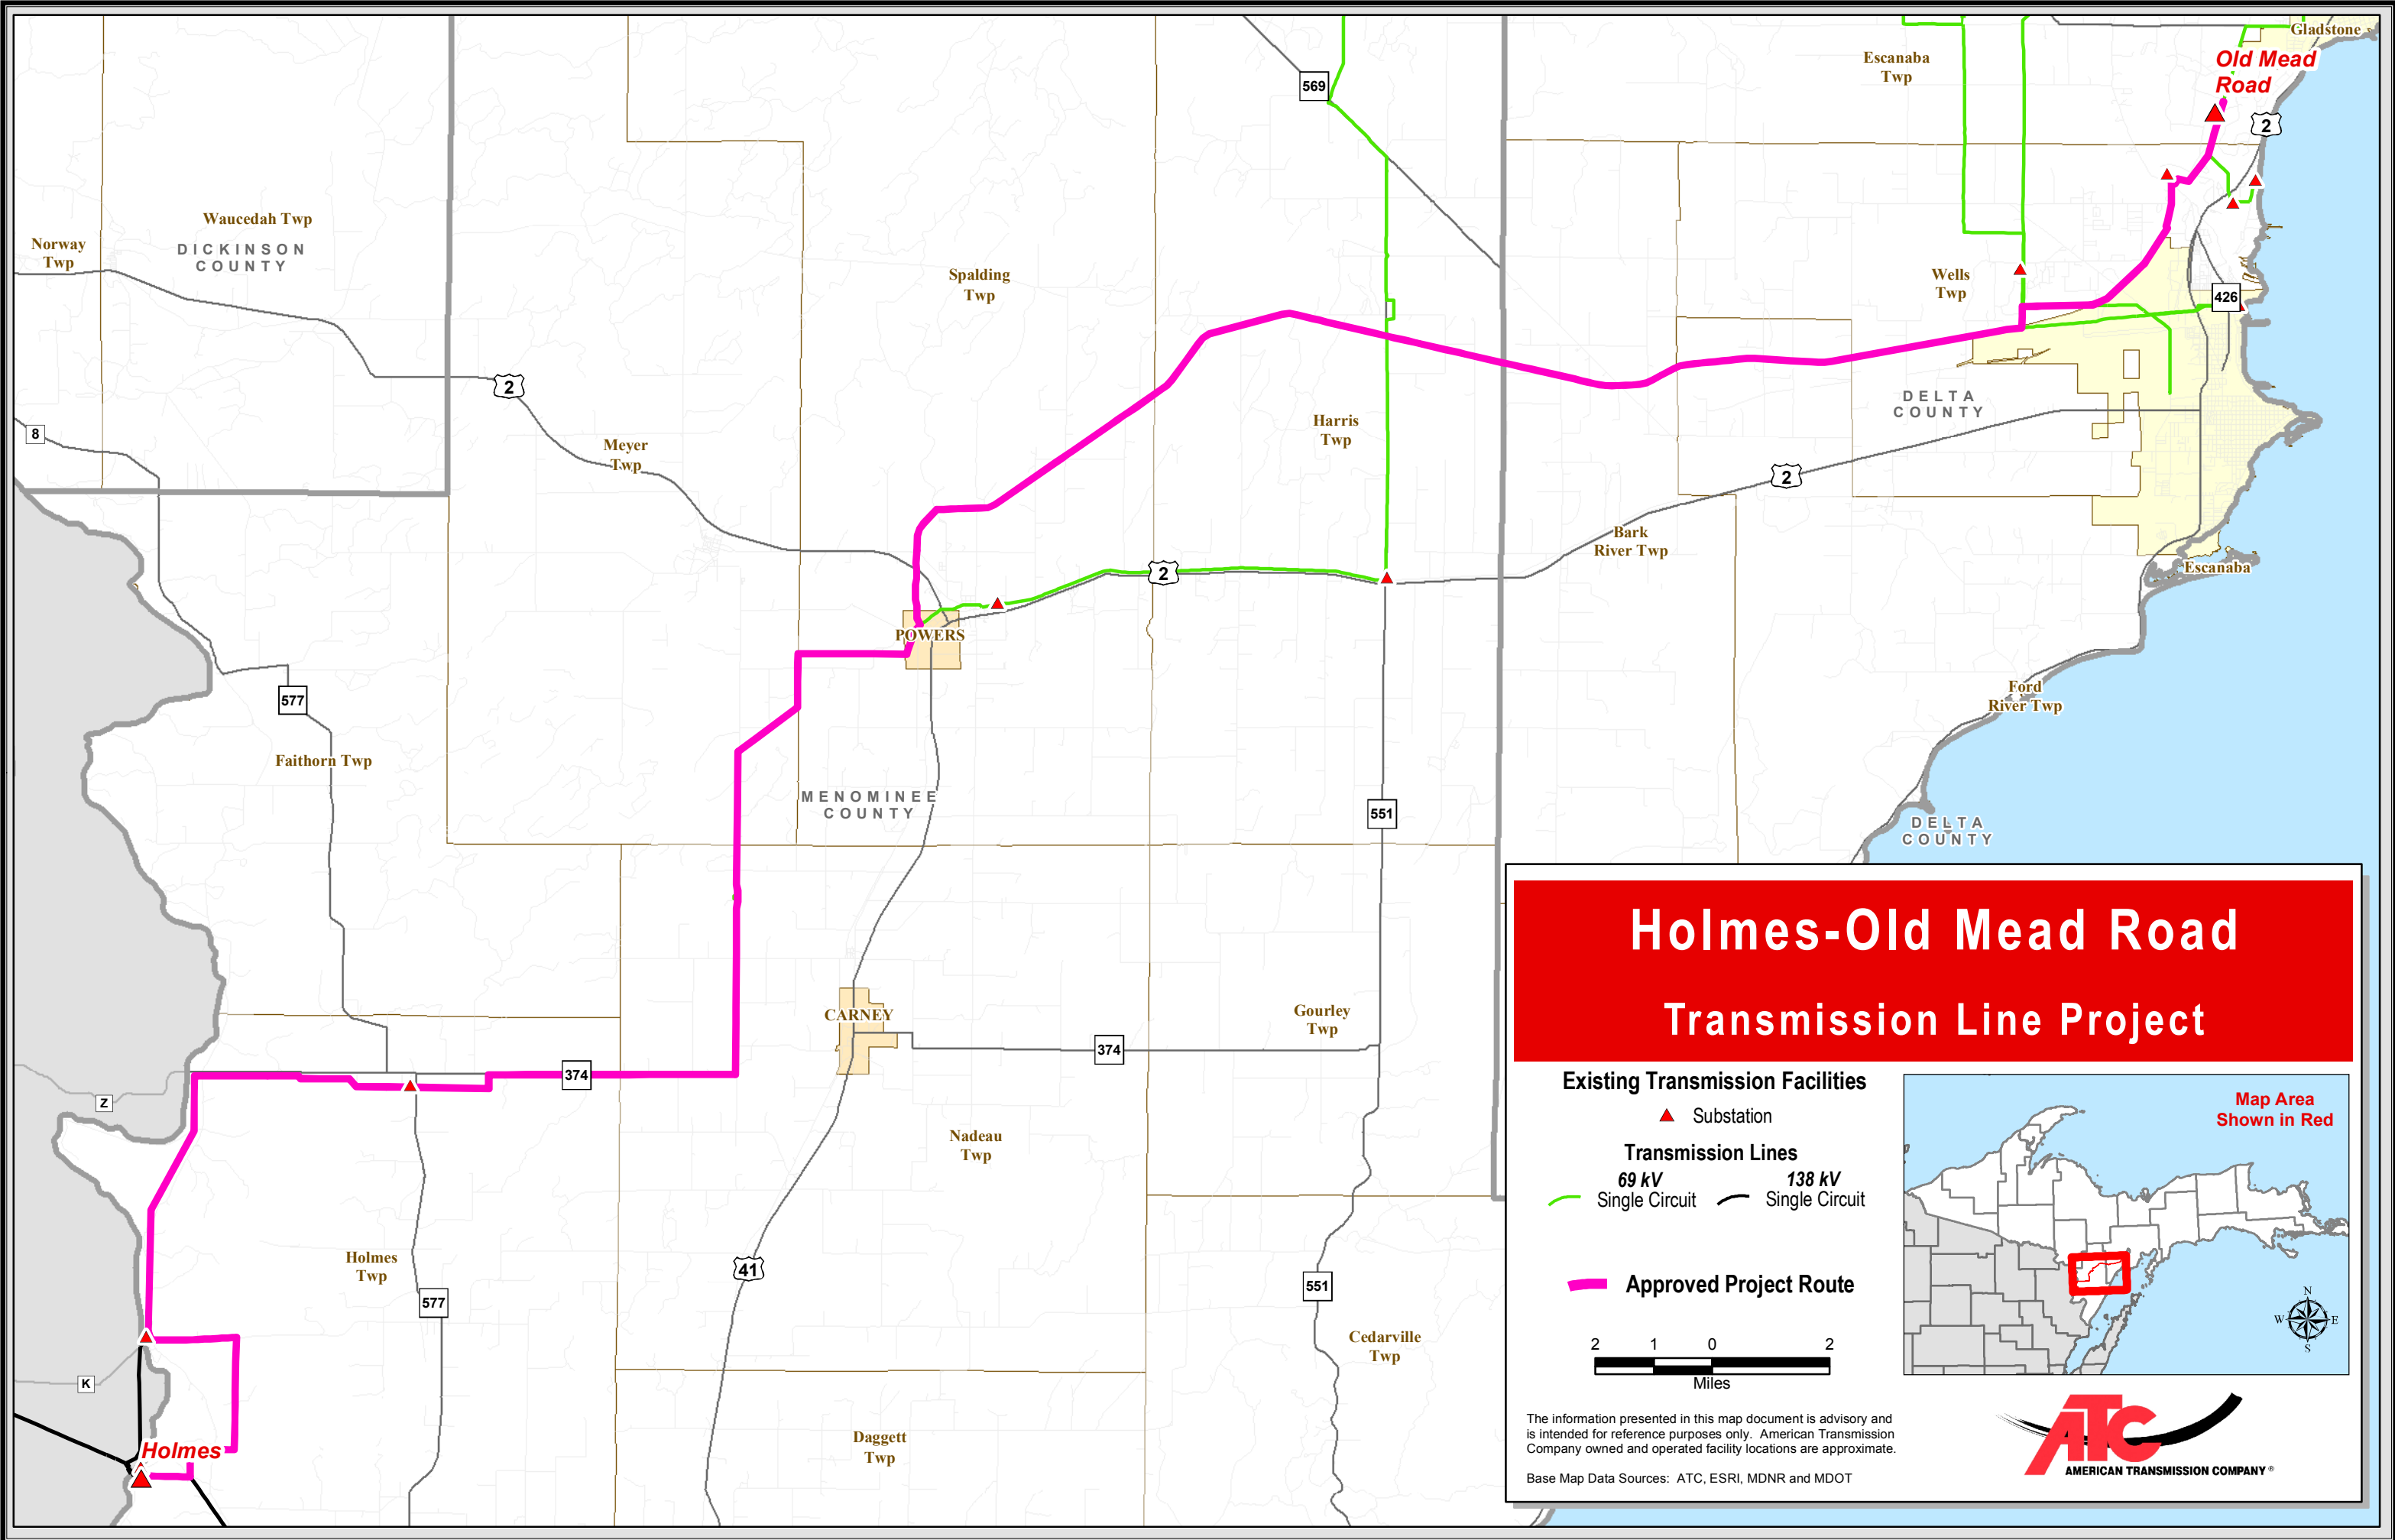 Gladstone
Old Mead
Road
Escanaba
Twp
569
2
Waucedah Twp
DICKINSON
COUNTY
Norway
Twp
Spalding
Twp
Wells
Twp
426
2
8
Meyer
Twp
Harris
Twp
DELTA
COUNTY
2
Bark
River Twp
2
Escanaba
POWERS
577
Ford
River Twp
Faithorn Twp
MENOMINEE
COUNTY
551
DELTA
COUNTY
CARNEY
Gourley
Twp
374
374
Z
Nadeau
Twp
Holmes
Twp
41
577
551
Cedarville
Twp
K
Holmes
Daggett
Twp
Holmes-Old Mead Road
Transmission Line Project
Existing Transmission Facilities
Substation
Transmission Lines
69 kV 138 kV
Single Circuit Single Circuit
Approved Project Route
2 1 0 2
Miles
Map Area
Shown in Red
N
W E
S
The information presented in this map document is advisory and
is intended for reference purposes only. American Transmission
Company owned and operated facility locations are approximate.
Base Map Data Sources: ATC, ESRI, MDNR and MDOT
ATC
AMERICAN TRANSMISSION COMPANY ®